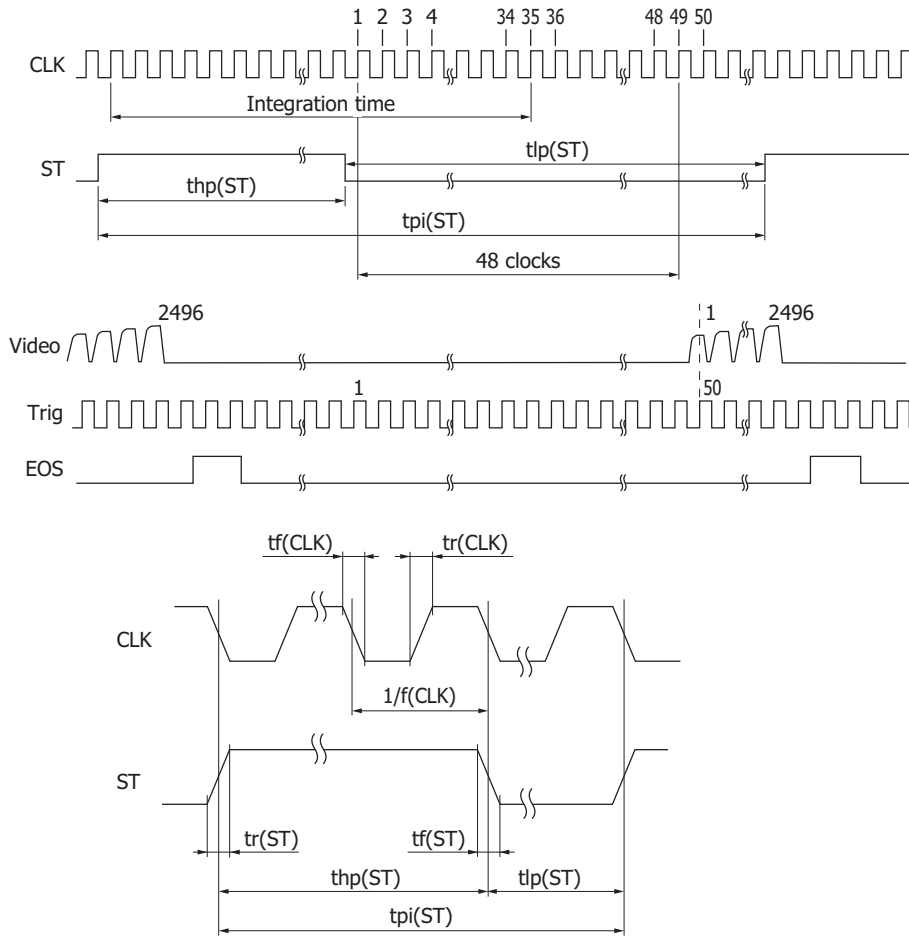 1 2 3 4 34 35 36 48 49 50
CLK
Integration time
ST
tlp(ST)
thp(ST)
tpi(ST)
48 clocks
2496 1 2496
Video
1 50
Trig
EOS
tf(CLK) tr(CLK)
CLK
1/f(CLK)
ST
tr(ST) tf(ST)
thp(ST) tlp(ST)
tpi(ST)